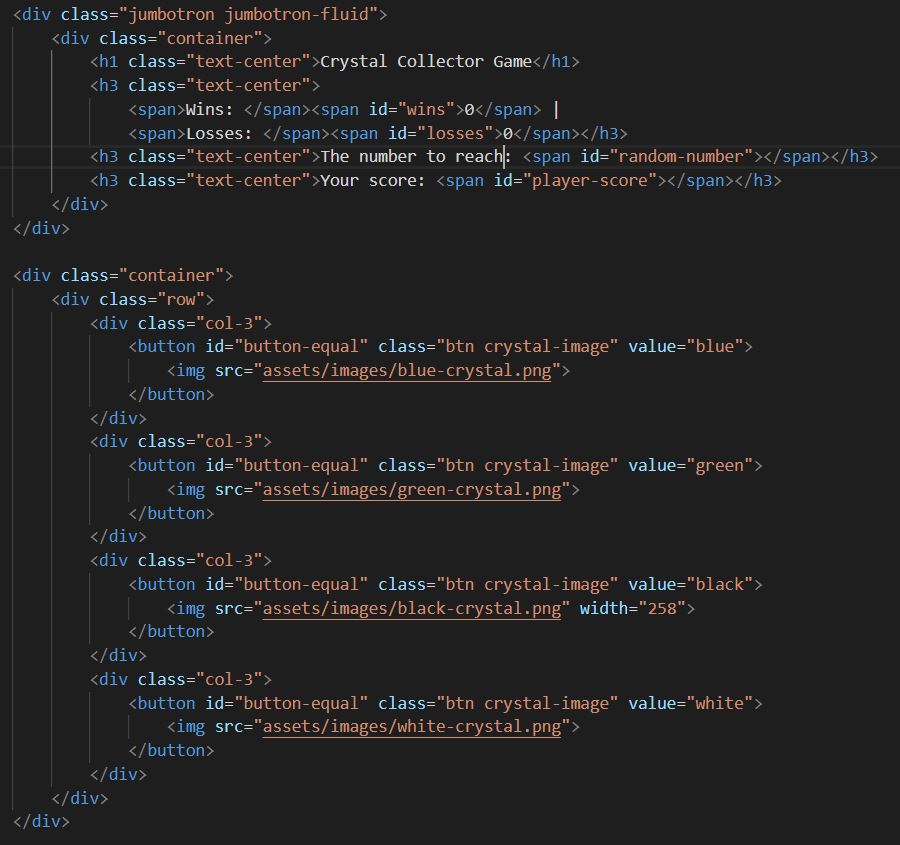 <div class="jumbotron jumbotron-fluid">
    <div class="container">
        <h1 class="text-center">Crystal Collector Game</h1>
        <h3 class="text-center">
            <span>Wins: </span><span id="wins">0</span> |
            <span>Losses: </span><span id="losses">0</span></h3>
        <h3 class="text-center">The number to reach: <span id="random-number"></span></h3>
        <h3 class="text-center">Your score: <span id="player-score"></span></h3>
    </div>
</div>

<div class="container">
    <div class="row">
        <div class="col-3">
            <button id="button-equal" class="btn crystal-image" value="blue">
                <img src="assets/images/blue-crystal.png">
            </button>
        </div>
        <div class="col-3">
            <button id="button-equal" class="btn crystal-image" value="green">
                <img src="assets/images/green-crystal.png">
            </button>
        </div>
        <div class="col-3">
            <button id="button-equal" class="btn crystal-image" value="black">
                <img src="assets/images/black-crystal.png" width="258">
            </button>
        </div>
        <div class="col-3">
            <button id="button-equal" class="btn crystal-image" value="white">
                <img src="assets/images/white-crystal.png">
            </button>
        </div>
    </div>
</div>